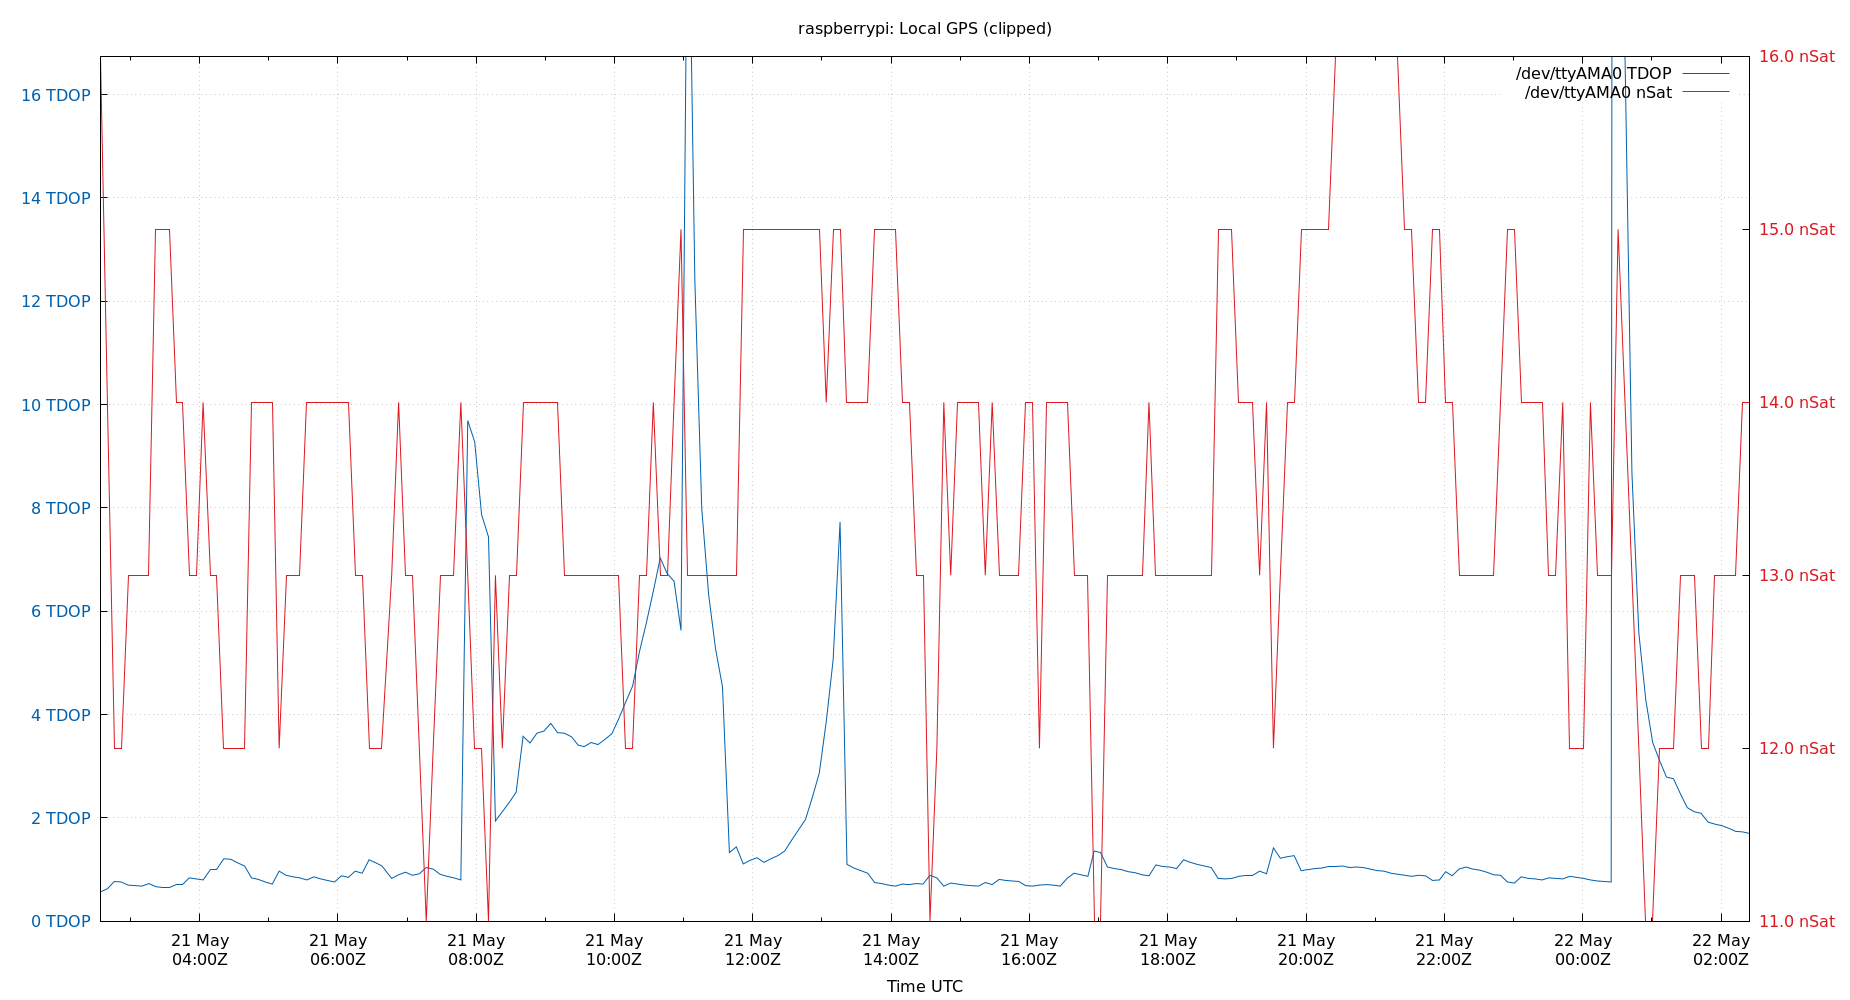 raspberrypi: Local GPS (clipped)
16.0 nSat
/dev/ttyAMA0 TDOP
/dev/ttyAMA0 nSat
16 TDOP
14 TDOP
15.0 nSat
12 TDOP
10 TDOP
14.0 nSat
8 TDOP
13.0 nSat
6 TDOP
4 TDOP
12.0 nSat
2 TDOP
0 TDOP
11.0 nSat
21 May 21 May 21 May 21 May 21 May 21 May 21 May 21 May 21 May 21 May 22 May 22 May
04:00Z 06:00Z 08:00Z 10:00Z 12:00Z 14:00Z 16:00Z 18:00Z 20:00Z 22:00Z 00:00Z 02:00Z
Time UTC